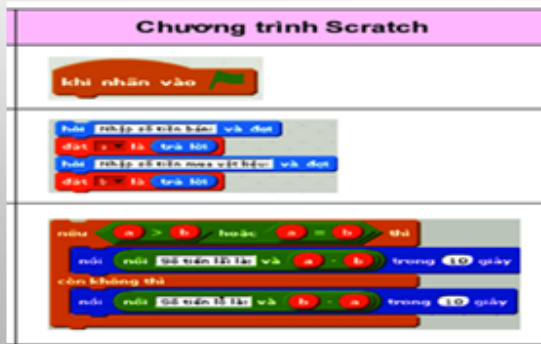 Chương trình Scratch
khi nhấn vào
hỏi Nhập số tiền bán: và đợi
đặt là trả lời
hỏi Nhập số tiền mua vật liệu: và đợi
đặt là trả lời
nếu a > b hoặc a = b thì
nói nối Số tiền lãi là: và a - b trong 10 giây
còn không thì
nói nối Số tiền lỗ là: và b - a trong 10 giây